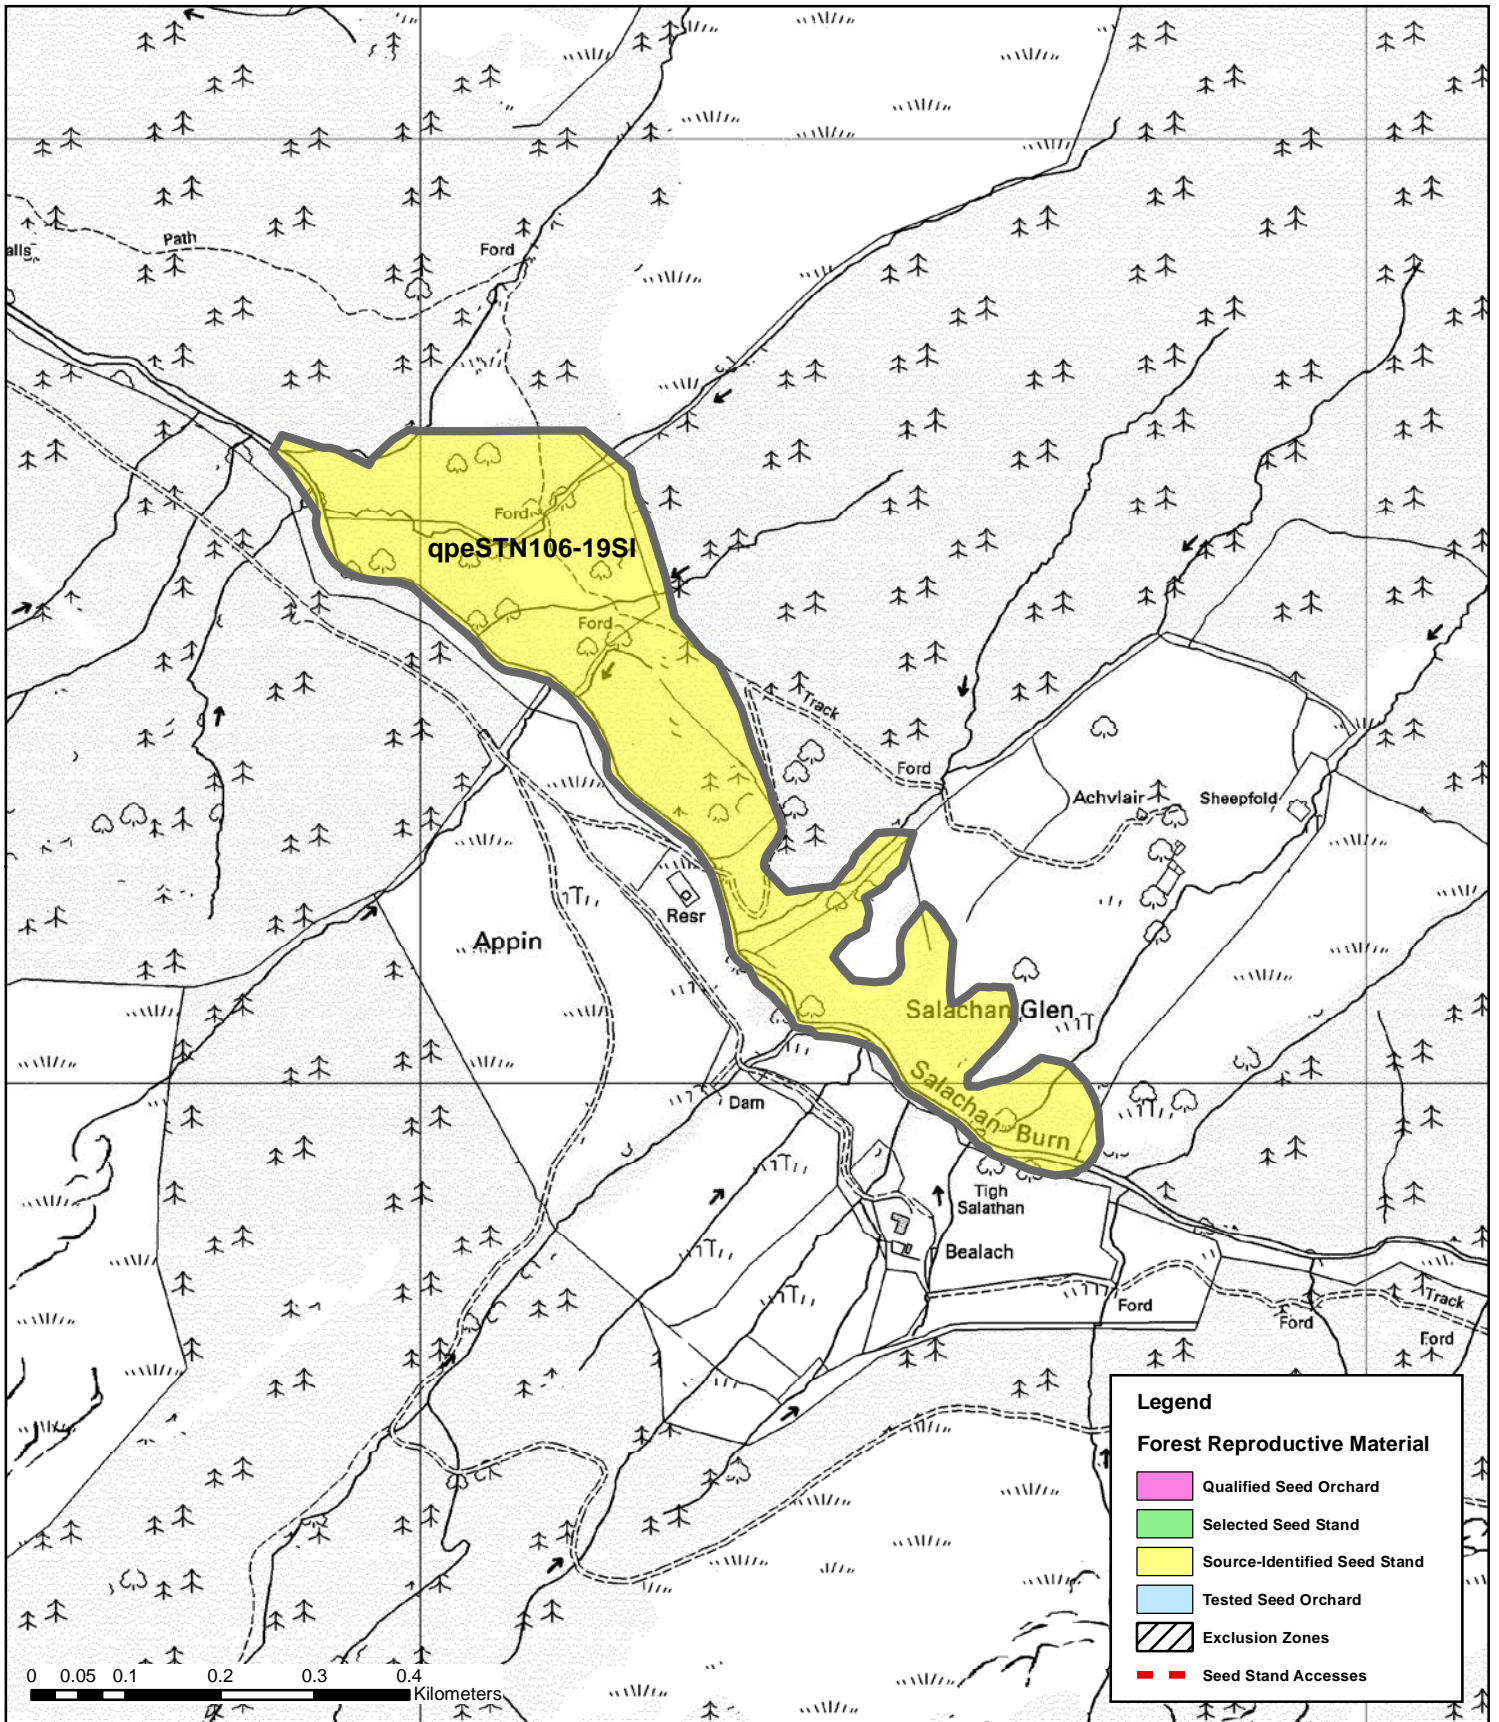 alls
Path
Ford
Ford
qpeSTN106-19SI
Ford
Track
Ford
Achvlair
Sheepfold
Resr
Appin
Salachan Glen
Salachan Burn
Dam
Tigh
Salathan
Bealach
Ford
Ford
Track
Ford
Legend
Forest Reproductive Material
Qualified Seed Orchard
Selected Seed Stand
Source-Identified Seed Stand
Tested Seed Orchard
Exclusion Zones
Seed Stand Accesses
0 0.05 0.1 0.2 0.3 0.4
Kilometers